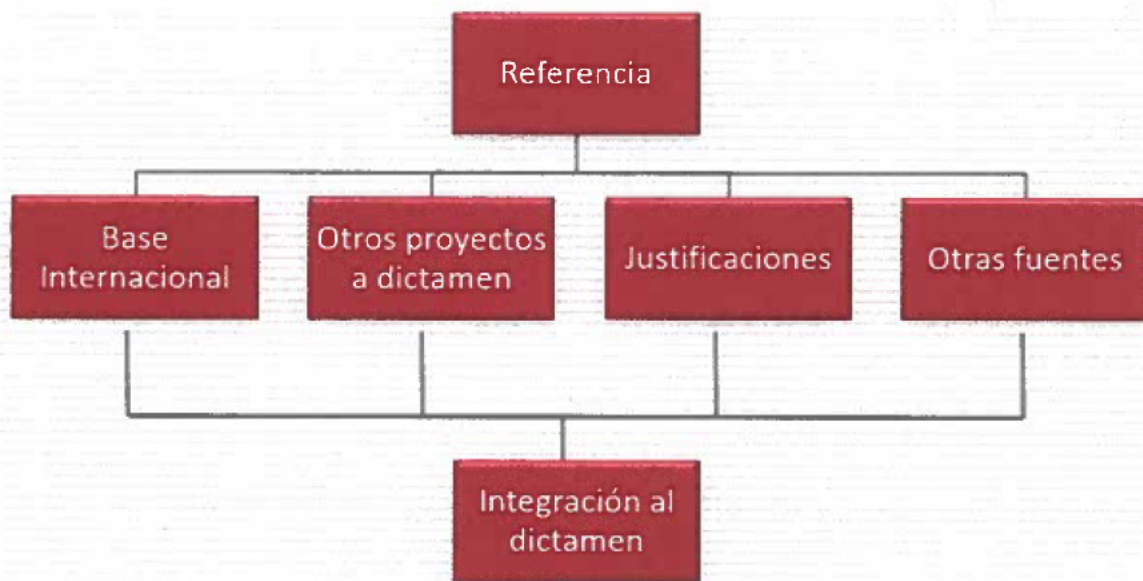 Referencia
Base
Internacional
Otros proyectos
a dictamen
Justificaciones
Otras fuentes
Integración al
dictamen